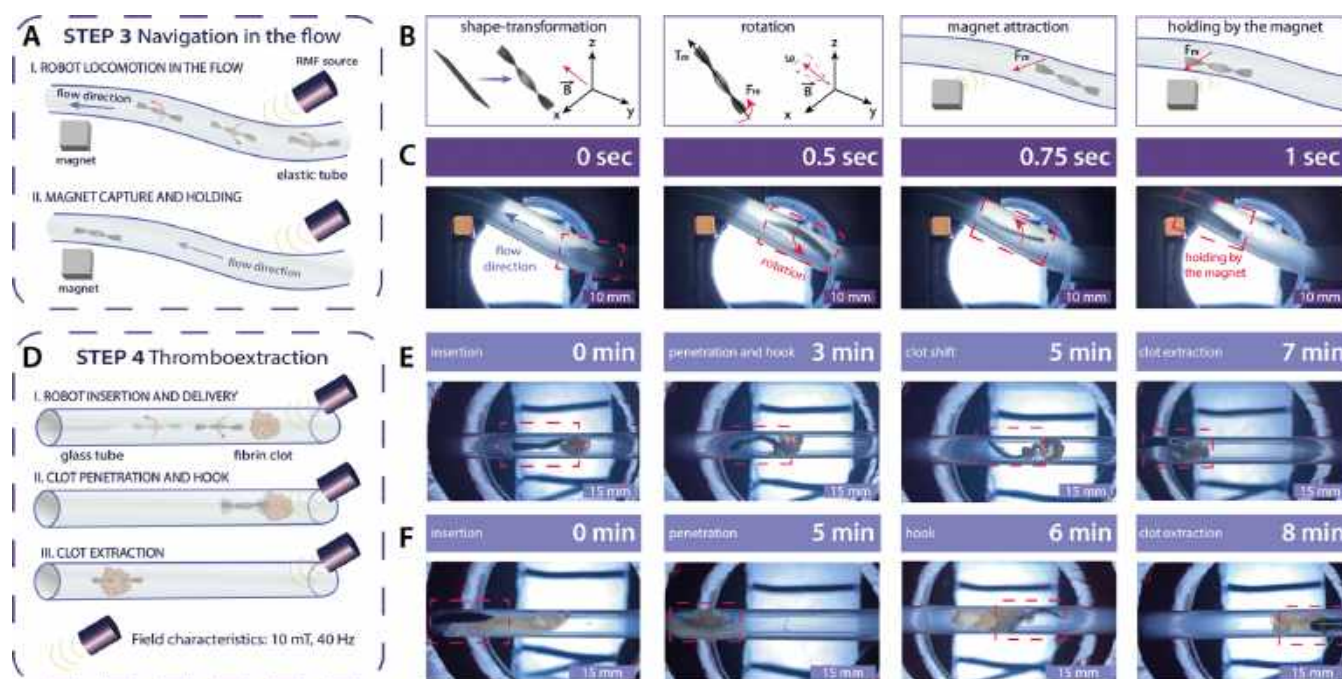 A STEP 3 Navigation in the flow
I. ROBOT LOCOMOTION IN THE FLOW
RMF source
flow direction
magnet
elastic tube
II. MAGNET CAPTURE AND HOLDING
flow direction
magnet
B
shape-transformation
z
B
x
y
rotation
Tm
Fre
z
B
x
y
magnet attraction
Fm
holding by the magnet
Fm
C
0 sec
0.5 sec
0.75 sec
1 sec
flow
direction
10 mm
rotation
10 mm
10 mm
holding by
the magnet
10 mm
D STEP 4 Thromboextraction
I. ROBOT INSERTION AND DELIVERY
glass tube
fibrin clot
II. CLOT PENETRATION AND HOOK
III. CLOT EXTRACTION
Field characteristics: 10 mT, 40 Hz
E
insertion 0 min
penetration and hook 3 min
clot shift 5 min
clot extraction 7 min
15 mm
15 mm
15 mm
15 mm
F
insertion 0 min
penetration 5 min
hook 6 min
clot extraction 8 min
15 mm
15 mm
15 mm
15 mm